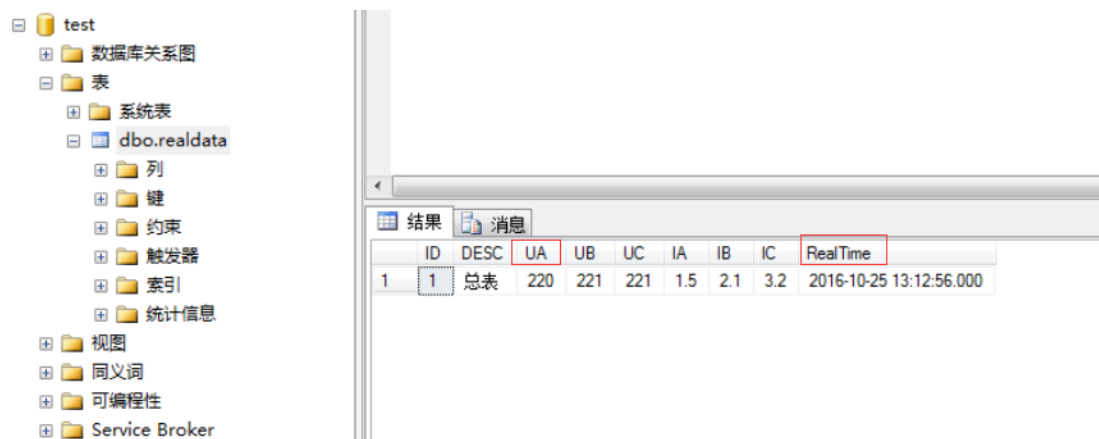 test
数据库关系图
表
系统表
dbo.realdata
列
键
约束
触发器
索引
统计信息
视图
同义词
可编程性
Service Broker
结果 消息
ID DESC UA UB UC IA IB IC RealTime
1 1 总表 220 221 221 1.5 2.1 3.2 2016-10-25 13:12:56.000